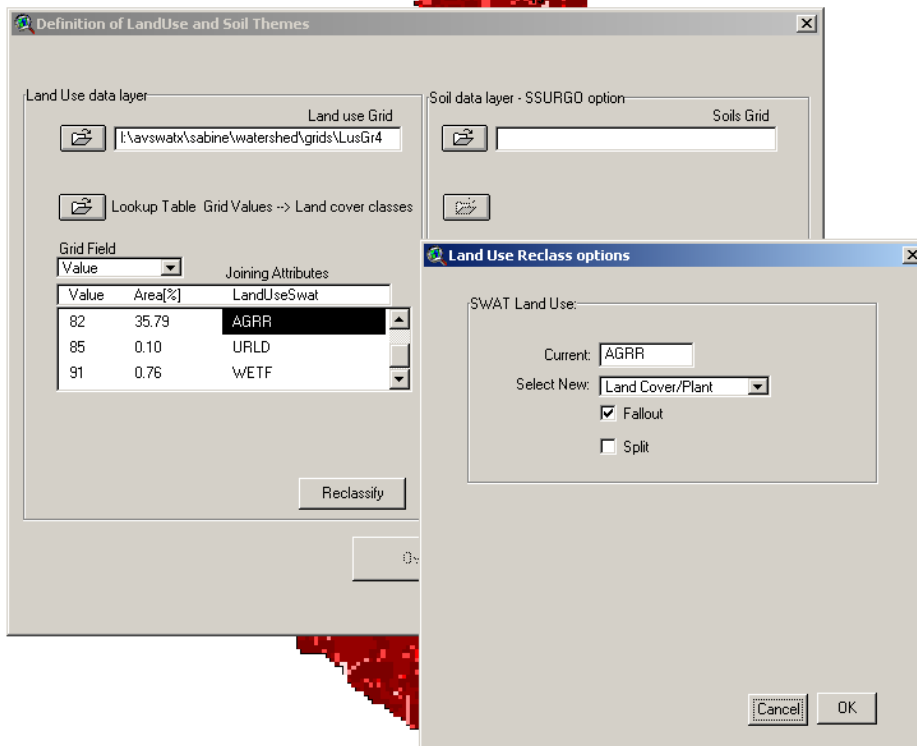 Definition of LandUse and Soil Themes
Land Use data layer
Land use Grid
I:\avswatx\sabine\watershed\grids\LusGr4
Lookup Table Grid Values --> Land cover classes
Grid Field
Value
Joining Attributes
Value Area[%] LandUseSwat
82 35.79 AGRR
85 0.10 URLD
91 0.76 WETF
Reclassify
Soil data layer - SSURGO option
Soils Grid
Land Use Reclass options
SWAT Land Use:
Current: AGRR
Select New: Land Cover/Plant
Fallout
Split
Cancel OK